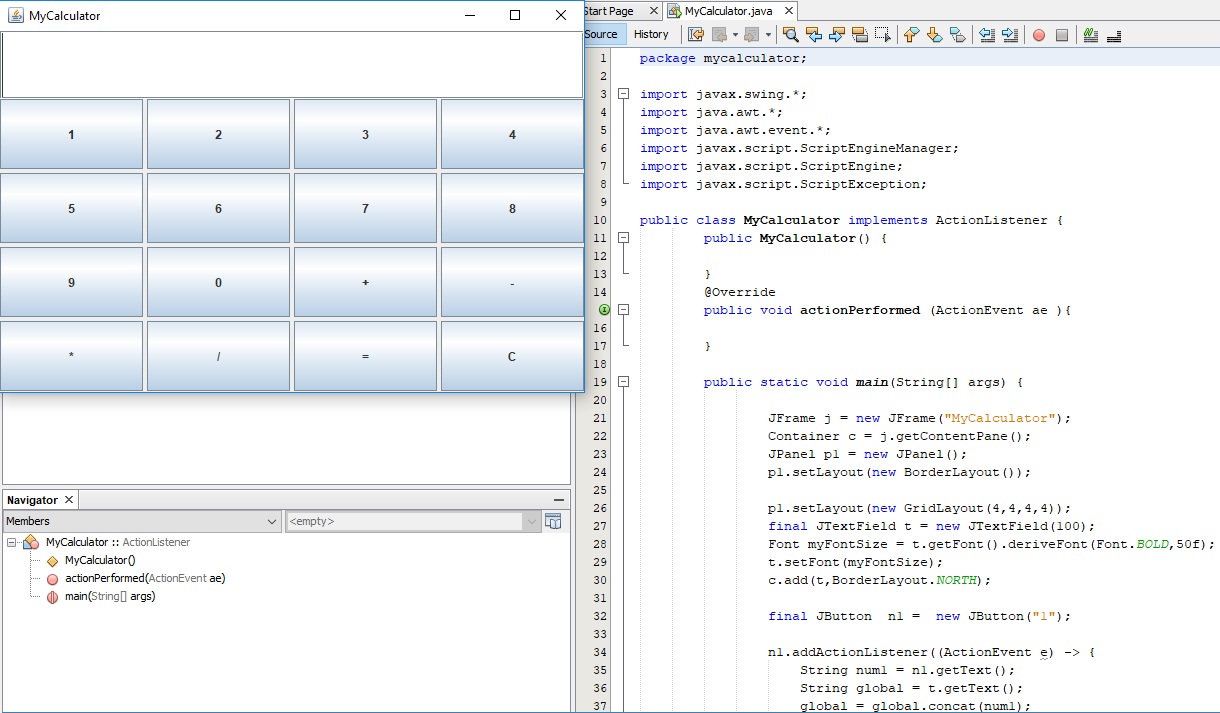 MyCalculator
1 2 3 4
5 6 7 8
9 0 + -
* / = C
Navigator
Members
<empty>
MyCalculator :: ActionListener
MyCalculator()
actionPerformed(ActionEvent ae)
main(String[] args)
Start Page MyCalculator.java
Source History
1 package mycalculator;
2
3 import javax.swing.*;
4 import java.awt.*;
5 import java.awt.event.*;
6 import javax.script.ScriptEngineManager;
7 import javax.script.ScriptEngine;
8 import javax.script.ScriptException;
9
10 public class MyCalculator implements ActionListener {
11 public MyCalculator() {
12
13 }
14 @Override
public void actionPerformed (ActionEvent ae ){
16
17 }
18
19 public static void main(String[] args) {
20
21 JFrame j = new JFrame("MyCalculator");
22 Container c = j.getContentPane();
23 JPanel p1 = new JPanel();
24 p1.setLayout(new BorderLayout());
25
26 p1.setLayout(new GridLayout(4,4,4,4));
27 final JTextField t = new JTextField(100);
28 Font myFontSize = t.getFont().deriveFont(Font.BOLD,50f);
29 t.setFont(myFontSize);
30 c.add(t,BorderLayout.NORTH);
31
32 final JButton n1 = new JButton("1");
33
34 n1.addActionListener((ActionEvent e) -> {
35 String num1 = n1.getText();
36 String global = t.getText();
37 global = global.concat(num1);